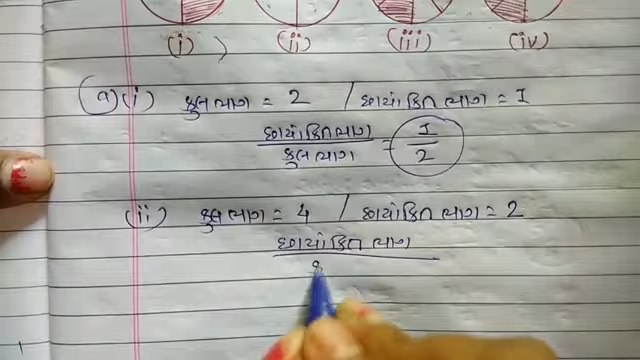 (i) (ii) (iii) (iv)
(a) (i) કુલ ભાગ = 2 / છાયાંકિત ભાગ = 1
છાયાંકિત ભાગ / કુલ ભાગ = 1/2
(ii) કુલ ભાગ = 4 / છાયાંકિત ભાગ = 2
છાયાંકિત ભાગ